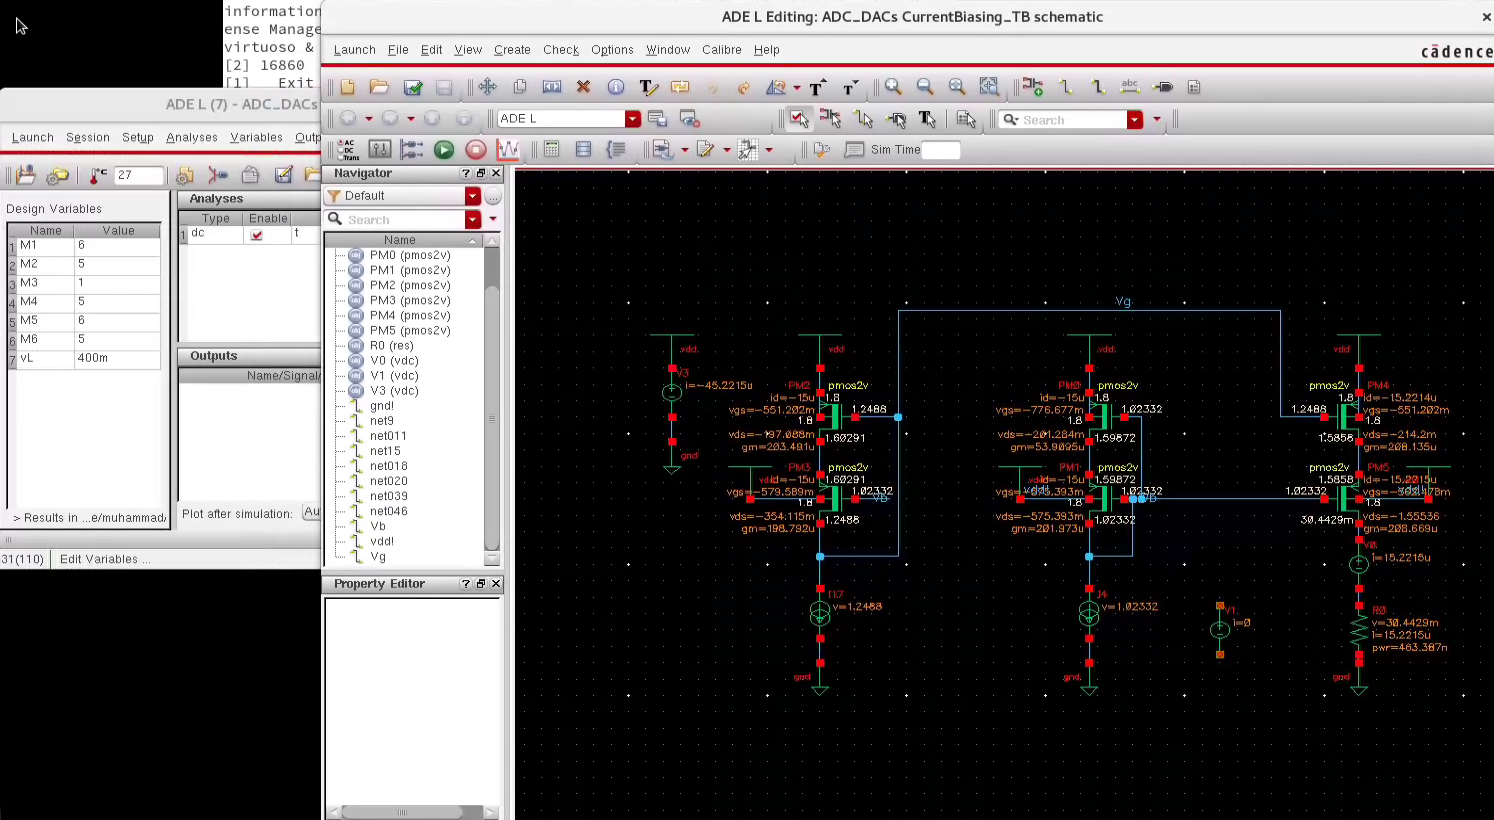 information
ense Manage
virtuoso &
[2] 16860
[1] Exit
ADE L (7) - ADC_DACs
Launch Session Setup Analyses Variables Outp
27
Design Variables
Name Value
1 M1 6
2 M2 5
3 M3 1
4 M4 5
5 M5 6
6 M6 5
7 vL 400m
> Results in ...e/muhammad/
Analyses
Type Enable
1 dc t
Outputs
Name/Signal/
Plot after simulation: Au
31(110) Edit Variables ...
ADE L Editing: ADC_DACs CurrentBiasing_TB schematic
Launch File Edit View Create Check Options Window Calibre Help
cādence
ADE L
Search
AC
DC
Trans
Sim Time
Navigator
Default
Search
Name
PM0 (pmos2v)
PM1 (pmos2v)
PM2 (pmos2v)
PM3 (pmos2v)
PM4 (pmos2v)
PM5 (pmos2v)
R0 (res)
V0 (vdc)
V1 (vdc)
V3 (vdc)
gnd!
net9
net011
net15
net018
net020
net039
net046
Vb
vdd!
Vg
Property Editor
Vg
vdd
V3
i=-45.2215u
gnd
vdd
PM2 pmos2v
id=-15u 1.8
vgs=-551.202m
1.2488
1.8
vds=-197.088m
gm=203.491u
1.60291
PM3 pmos2v
id=-15u 1.60291
vgs=-579.589m
1.02332
1.8
vds=-354.115m
gm=198.792u
1.2488
I17
v=1.2488
gnd
vdd
PM0 pmos2v
id=-15u 1.8
vgs=-776.677m
1.02332
1.8
vds=-201.284m
gm=53.9095u
1.59872
PM1 pmos2v
id=-15u 1.59872
1.02332
1.8
vds=-575.393m
gm=201.973u
1.02332
I4
v=1.02332
gnd
V1
i=0
vdd
pmos2v PM4
1.8 id=-15.2214u
1.2488 vgs=-551.202m
1.8
vds=-214.2m
gm=208.135u
1.5858
pmos2v PM5
1.5858
1.02332
1.8
vds=-1.55536
gm=208.669u
30.4429m
V0
i=15.2215u
R0
v=30.4429m
i=15.2215u
pwr=463.387n
gnd